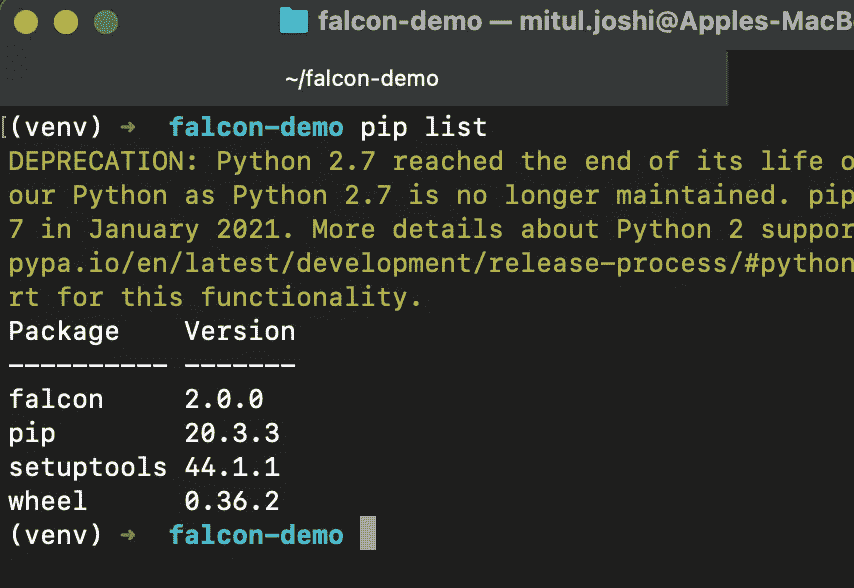 falcon-demo — mitul.joshi@Apples-MacB
~/falcon-demo
[(venv) → falcon-demo pip list
DEPRECATION: Python 2.7 reached the end of its life o
our Python as Python 2.7 is no longer maintained. pip
7 in January 2021. More details about Python 2 suppor
pypa.io/en/latest/development/release-process/#python
rt for this functionality.
Package    Version
---------- -------
falcon     2.0.0
pip        20.3.3
setuptools 44.1.1
wheel      0.36.2
(venv) → falcon-demo